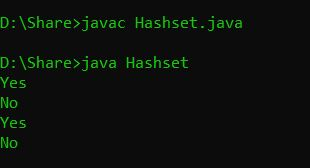 D:\Share>javac Hashset.java
D:\Share>java Hashset
Yes
No
Yes
No